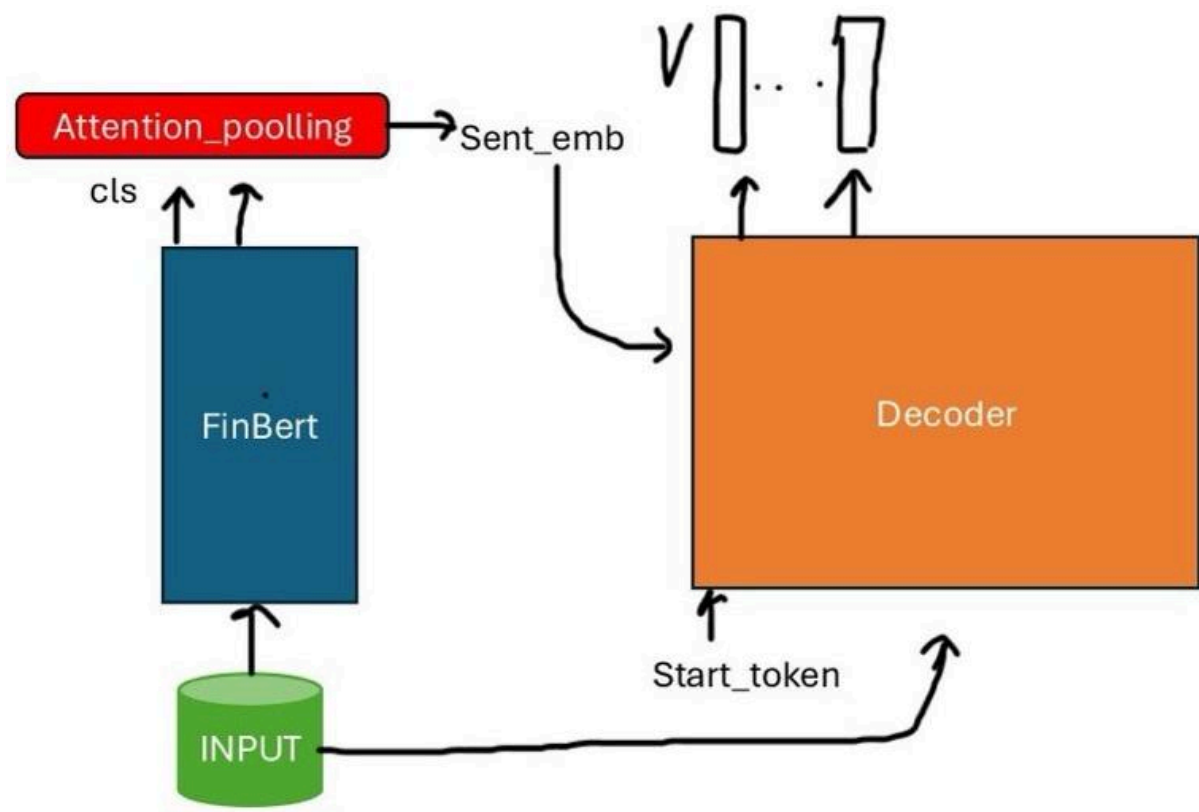 V
Attention_poolling
Sent_emb
cls
FinBert
Decoder
Start_token
INPUT